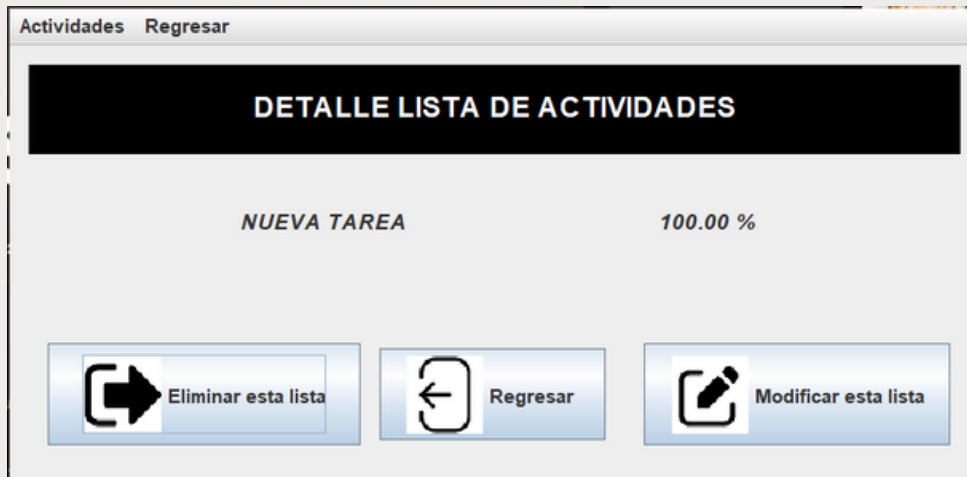 Actividades Regresar
DETALLE LISTA DE ACTIVIDADES
NUEVA TAREA 100.00 %
Eliminar esta lista Regresar Modificar esta lista